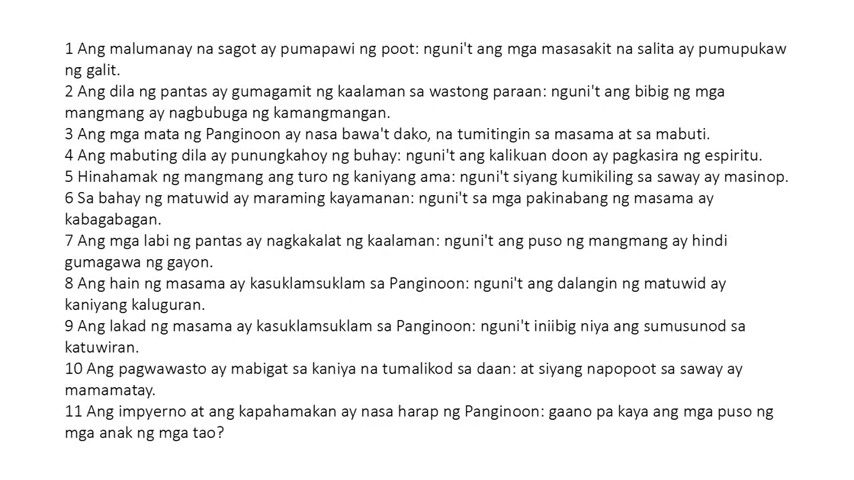 1 Ang malumanay na sagot ay pumapawi ng poot: nguni't ang mga masasakit na salita ay pumupukaw
ng galit.
2 Ang dila ng pantas ay gumagamit ng kaalaman sa wastong paraan: nguni't ang bibig ng mga
mangmang ay nagbubuga ng kamangmangan.
3 Ang mga mata ng Panginoon ay nasa bawa't dako, na tumitingin sa masama at sa mabuti.
4 Ang mabuting dila ay punungkahoy ng buhay: nguni't ang kalikuan doon ay pagkasira ng espiritu.
5 Hinahamak ng mangmang ang turo ng kaniyang ama: nguni't siyang kumikiling sa saway ay masinop.
6 Sa bahay ng matuwid ay maraming kayamanan: nguni't sa mga pakinabang ng masama ay
kabagabagan.
7 Ang mga labi ng pantas ay nagkakalat ng kaalaman: nguni't ang puso ng mangmang ay hindi
gumagawa ng gayon.
8 Ang hain ng masama ay kasuklamsuklam sa Panginoon: nguni't ang dalangin ng matuwid ay
kaniyang kaluguran.
9 Ang lakad ng masama ay kasuklamsuklam sa Panginoon: nguni't iniibig niya ang sumusunod sa
katuwiran.
10 Ang pagwawasto ay mabigat sa kaniya na tumalikod sa daan: at siyang napopoot sa saway ay
mamamatay.
11 Ang impyerno at ang kapahamakan ay nasa harap ng Panginoon: gaano pa kaya ang mga puso ng
mga anak ng mga tao?